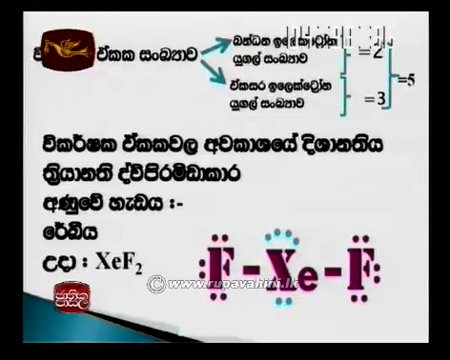 ඒකක සංඛ්‍යාව
බන්ධන ඉලෙක්ට්‍රෝන
යුගල් සංඛ්‍යාව
= 2
ඒකසර ඉලෙක්ට්‍රෝන
යුගල් සංඛ්‍යාව
= 3
=5
විකර්ෂක ඒකකවල අවකාශයේ දිශානතිය
ත්‍රියානති ද්විපිරමීඩාකාර
අණුවේ හැඩය :-
රේඛීය
උදා : XeF₂
F - Xe - F
© www.rupavahini.lk